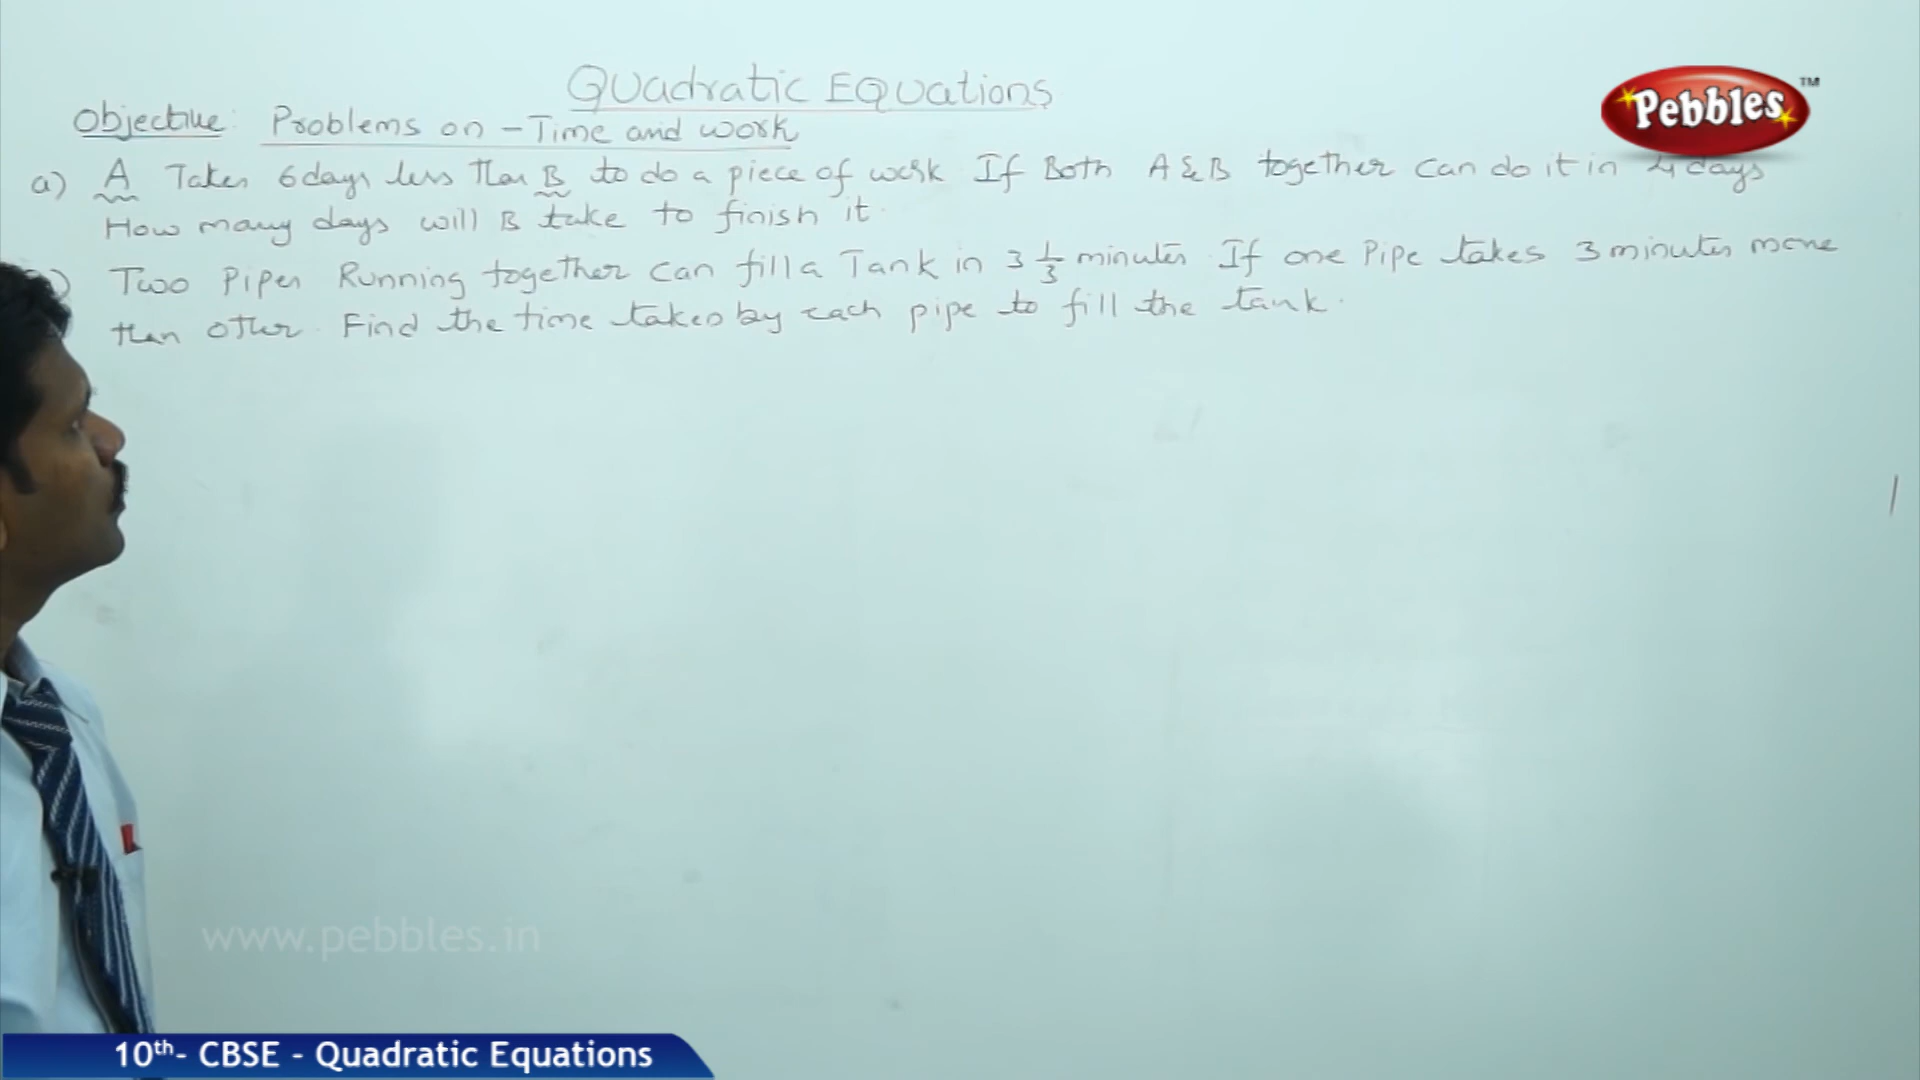 Quadratic Equations
Pebbles™
Objective: Problems on - Time and work
a) A Takes 6 days less than B to do a piece of work If Both A & B together can do it in 4 days
How many days will B take to finish it.
) Two Pipes Running together can fill a Tank in 3 1/3 minutes. If one Pipe takes 3 minutes more
than other. Find the time taken by each pipe to fill the tank.
www.pebbles.in
10th- CBSE - Quadratic Equations